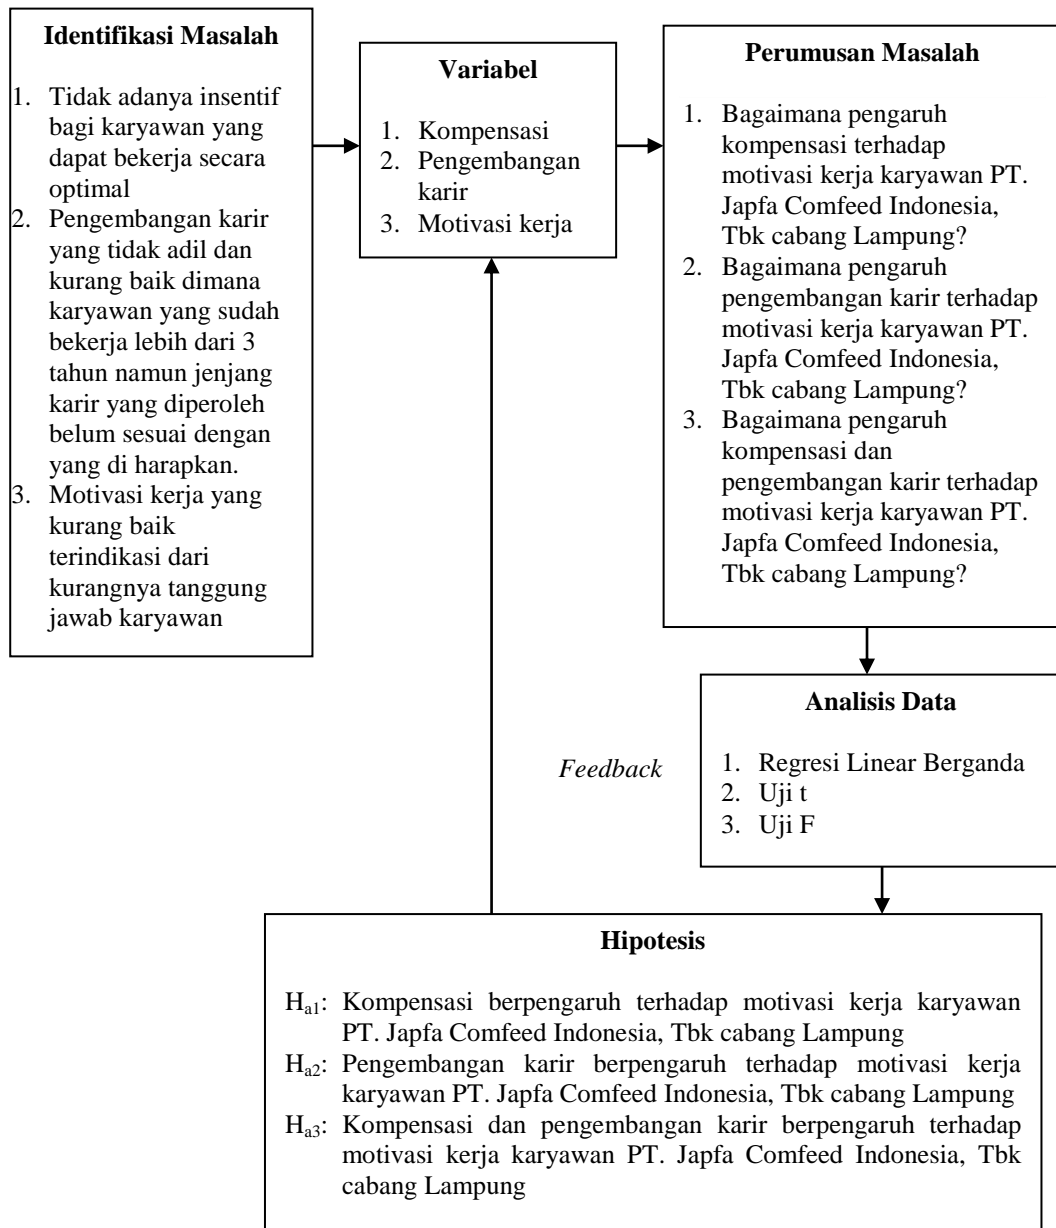 Identifikasi Masalah
1. Tidak adanya insentif
bagi karyawan yang
dapat bekerja secara
optimal
2. Pengembangan karir
yang tidak adil dan
kurang baik dimana
karyawan yang sudah
bekerja lebih dari 3
tahun namun jenjang
karir yang diperoleh
belum sesuai dengan
yang di harapkan.
3. Motivasi kerja yang
kurang baik
terindikasi dari
kurangnya tanggung
jawab karyawan
Variabel
1. Kompensasi
2. Pengembangan
karir
3. Motivasi kerja
Perumusan Masalah
1. Bagaimana pengaruh
kompensasi terhadap
motivasi kerja karyawan PT.
Japfa Comfeed Indonesia,
Tbk cabang Lampung?
2. Bagaimana pengaruh
pengembangan karir terhadap
motivasi kerja karyawan PT.
Japfa Comfeed Indonesia,
Tbk cabang Lampung?
3. Bagaimana pengaruh
kompensasi dan
pengembangan karir terhadap
motivasi kerja karyawan PT.
Japfa Comfeed Indonesia,
Tbk cabang Lampung?
Analisis Data
1. Regresi Linear Berganda
2. Uji t
3. Uji F
Feedback
Hipotesis
Ha1: Kompensasi berpengaruh terhadap motivasi kerja karyawan
PT. Japfa Comfeed Indonesia, Tbk cabang Lampung
Ha2: Pengembangan karir berpengaruh terhadap motivasi kerja
karyawan PT. Japfa Comfeed Indonesia, Tbk cabang Lampung
Ha3: Kompensasi dan pengembangan karir berpengaruh terhadap
motivasi kerja karyawan PT. Japfa Comfeed Indonesia, Tbk
cabang Lampung